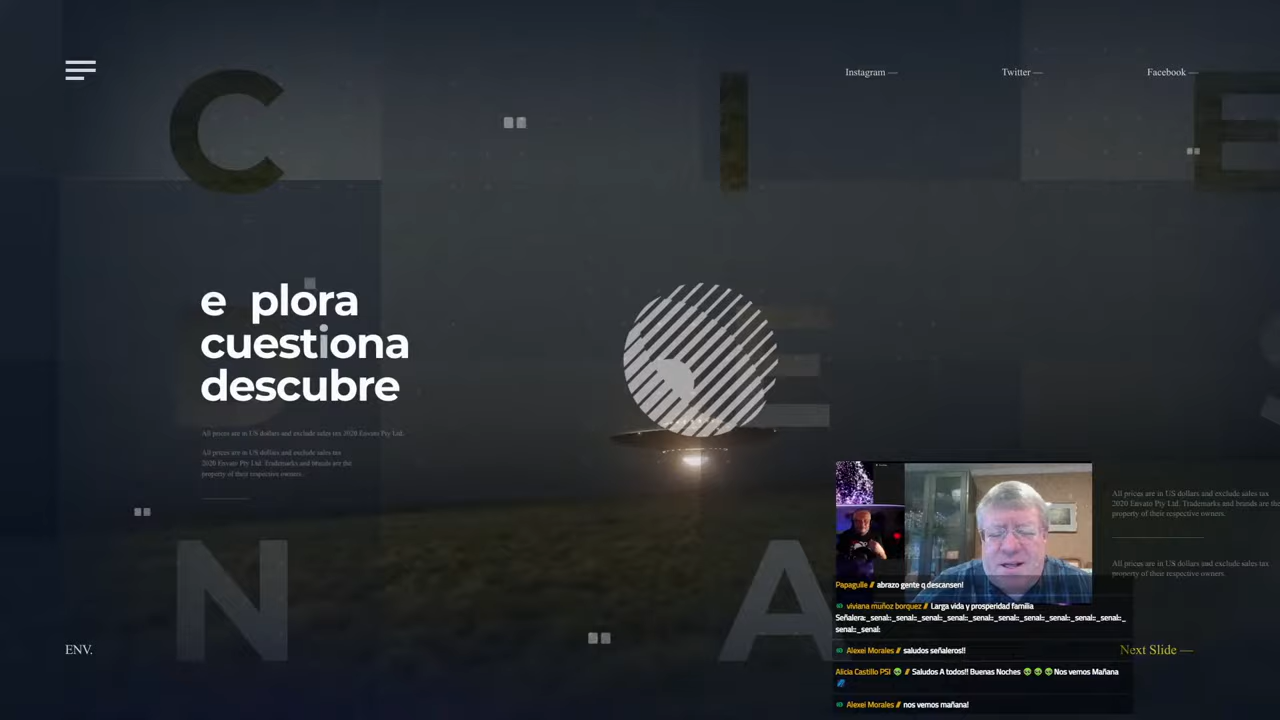 Instagram —
Twitter —
Facebook —
C I E
e plora
cuestiona
descubre
All prices are in US dollars and exclude sales tax 2020 Envato Pty Ltd.
All prices are in US dollars and exclude sales tax
2020 Envato Pty Ltd. Trademarks and brands are the
property of their respective owners.
All prices are in US dollars and exclude sales tax
2020 Envato Pty Ltd. Trademarks and brands are the
property of their respective owners.
All prices are in US dollars and exclude sales tax
2020 Envato Pty Ltd. Trademarks and brands are the
property of their respective owners.
N A
Papagulle // abrazo gente q descansen!
viviana muñoz borquez // Larga vida y prosperidad familia
Señalera:_senal::_senal::_senal::_senal::_senal::_senal::_senal::_senal::_senal::_senal::_
senal::_senal:
Alexei Morales // saludos señaleros!!
Alicia Castillo PSI // Saludos A todos!! Buenas Noches Nos vemos Mañana
Alexei Morales // nos vemos mañana!
ENV.
Next Slide —